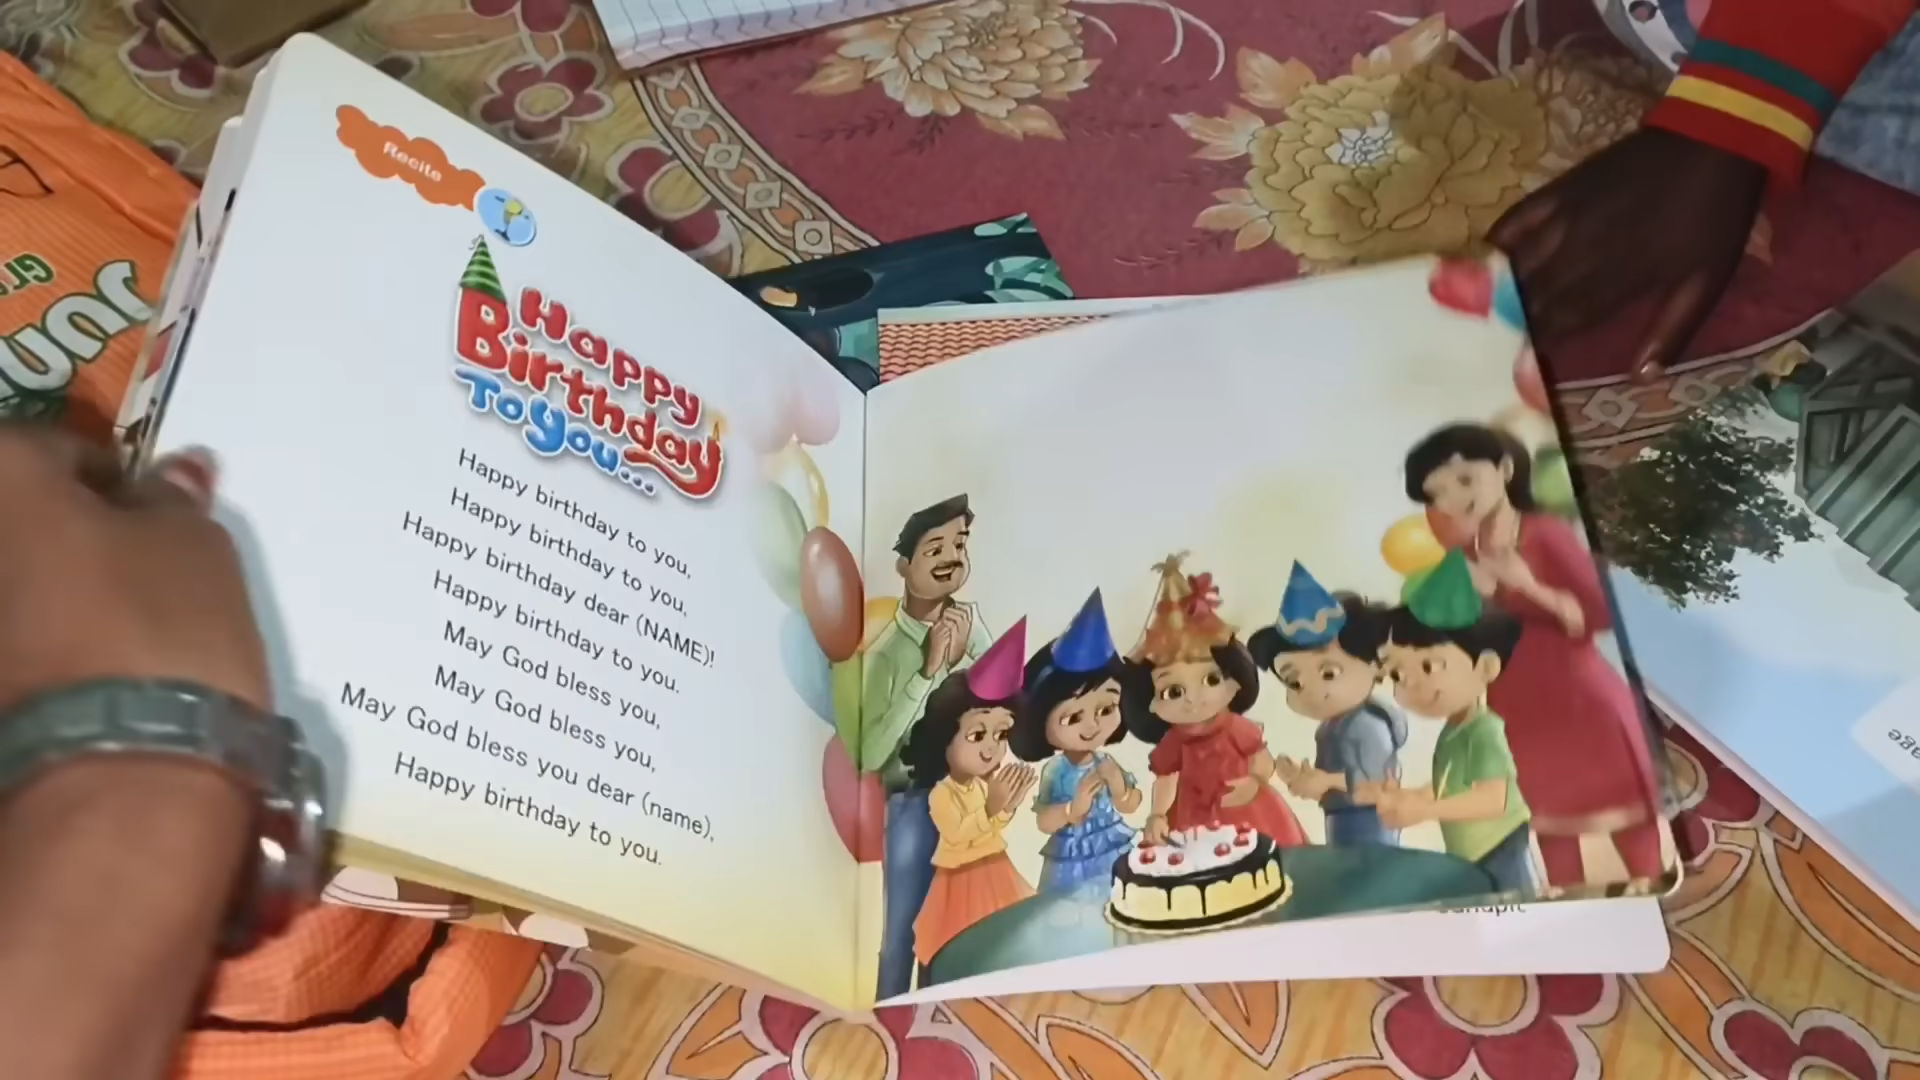 Recite
Happy
Birthday
To you...
Happy birthday to you,
Happy birthday to you,
Happy birthday dear (NAME)!
Happy birthday to you.
May God bless you,
May God bless you,
May God bless you dear (name),
Happy birthday to you.